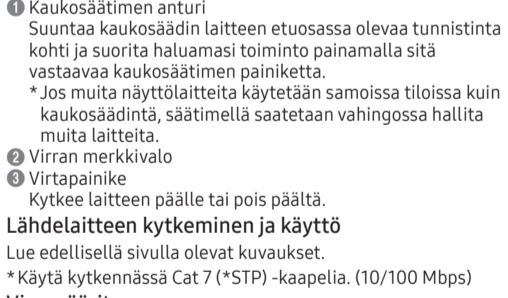 ❶ Kaukosäätimen anturi
Suuntaa kaukosäädin laitteen etuosassa olevaa tunnistinta
kohti ja suorita haluamasi toiminto painamalla sitä
vastaavaa kaukosäätimen painiketta.
* Jos muita näyttölaitteita käytetään samoissa tiloissa kuin
kaukosäädintä, säätimellä saatetaan vahingossa hallita
muita laitteita.
❷ Virran merkkivalo
❸ Virtapainike
Kytkee laitteen päälle tai pois päältä.
Lähdelaitteen kytkeminen ja käyttö
Lue edellisellä sivulla olevat kuvaukset.
* Käytä kytkennässä Cat 7 (*STP) -kaapelia. (10/100 Mbps)